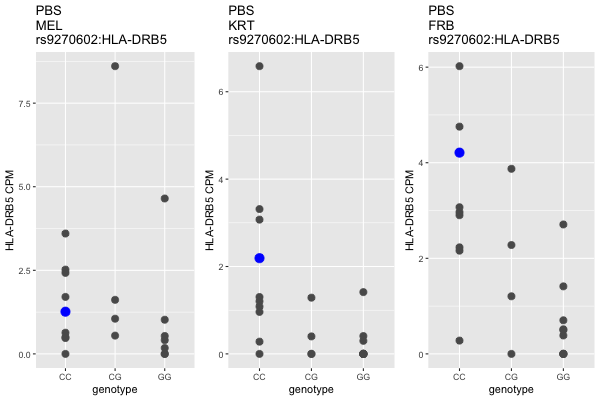 PBS
MEL
rs9270602:HLA-DRB5
HLA-DRB5 CPM
7.5
5.0
2.5
0.0
CC CG GG
genotype
PBS
KRT
rs9270602:HLA-DRB5
HLA-DRB5 CPM
6
4
2
0
CC CG GG
genotype
PBS
FRB
rs9270602:HLA-DRB5
HLA-DRB5 CPM
6
4
2
0
CC CG GG
genotype